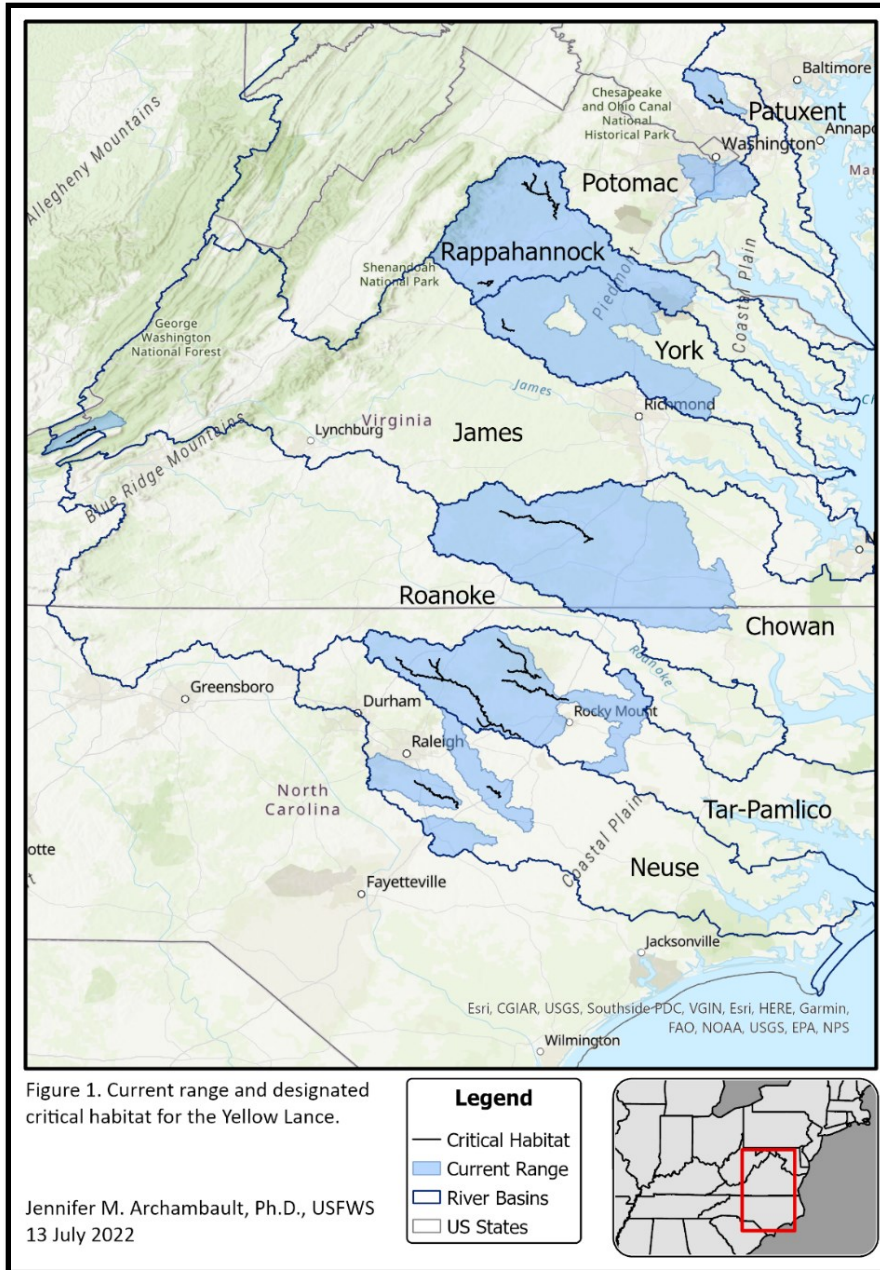 Baltimore
Chesapeake
and Ohio Canal
National
Historical Park
Patuxent
Annap
Washington
Allegheny Mountains
Mar
Potomac
Rappahannock
Shenandoah
National Park
Piedmont
Coastal Plain
George
Washington
National Forest
York
James
Richmond
Ch
Virginia
Lynchburg
James
Blue Ridge Mountains
N
Roanoke
Chowan
Roanoke
Greensboro
Durham
Rocky Mount
Raleigh
North
Carolina
Tar-Pamlico
Coastal Plain
Neuse
otte
Fayetteville
Jacksonville
Esri, CGIAR, USGS, Southside PDC, VGIN, Esri, HERE, Garmin,
FAO, NOAA, USGS, EPA, NPS
Wilmington
Figure 1. Current range and designated
critical habitat for the Yellow Lance.
Jennifer M. Archambault, Ph.D., USFWS
13 July 2022
Legend
Critical Habitat
Current Range
River Basins
US States